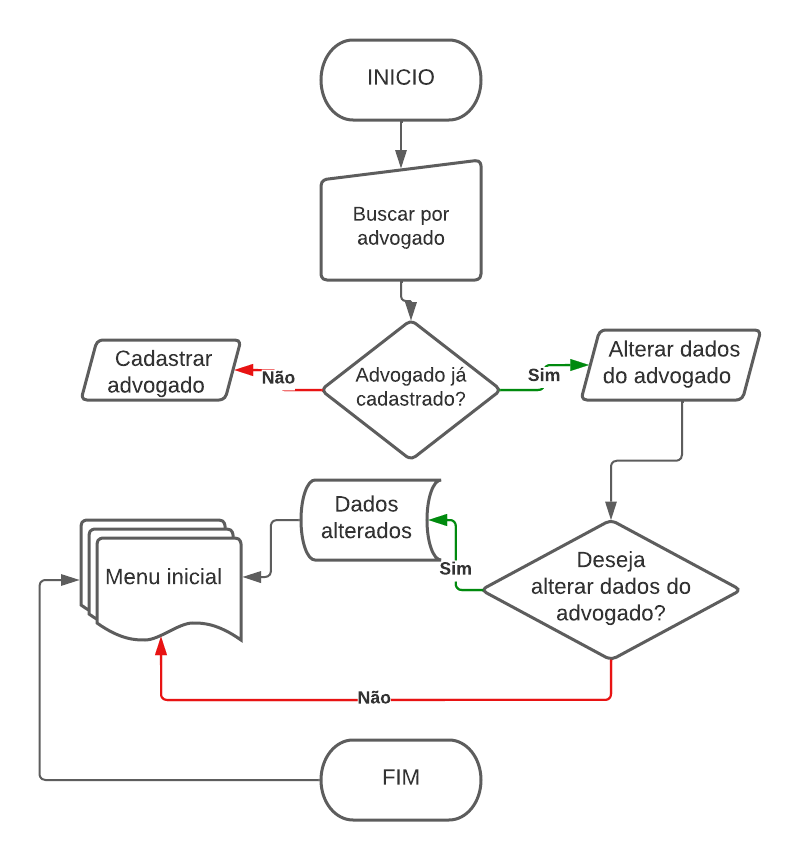 INICIO
Buscar por
advogado
Cadastrar
advogado
Não
Advogado já
cadastrado?
Sim
Alterar dados
do advogado
Dados
alterados
Sim
Deseja
alterar dados do
advogado?
Menu inicial
Não
FIM